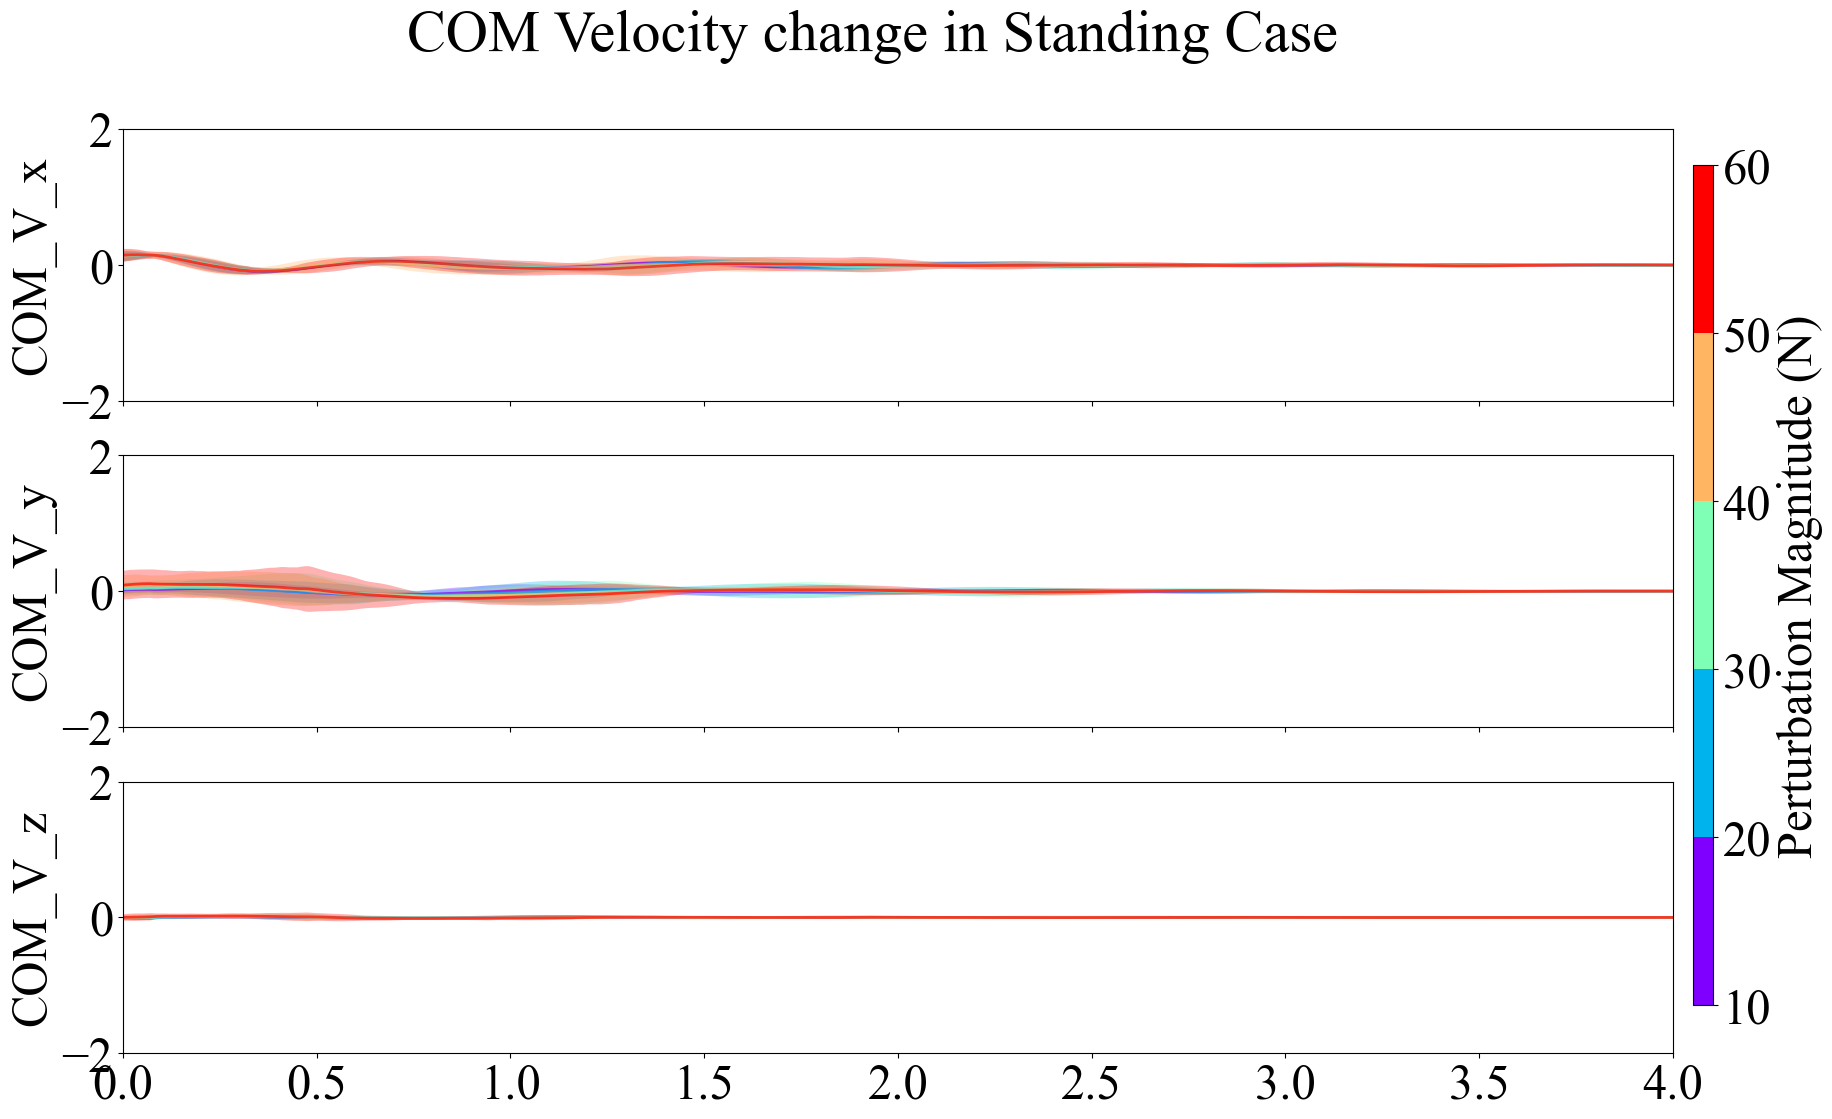 COM Velocity change in Standing Case
COM_V_x
2
0
−2
COM_V_y
2
0
−2
COM_V_z
2
0
−2
0.0 0.5 1.0 1.5 2.0 2.5 3.0 3.5 4.0
60
50
40
30
20
10
Perturbation Magnitude (N)